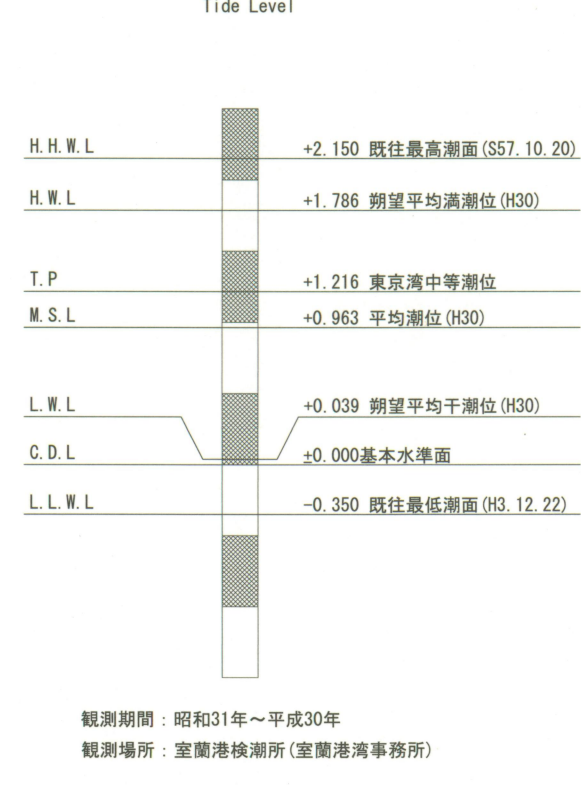 Tide Level
H.H.W.L +2.150 既往最高潮面(S57.10.20)
H.W.L +1.786 朔望平均満潮位(H30)
T.P +1.216 東京湾中等潮位
M.S.L +0.963 平均潮位(H30)
L.W.L +0.039 朔望平均干潮位(H30)
C.D.L ±0.000基本水準面
L.L.W.L -0.350 既往最低潮面(H3.12.22)
観測期間：昭和31年～平成30年
観測場所：室蘭港検潮所(室蘭港湾事務所)